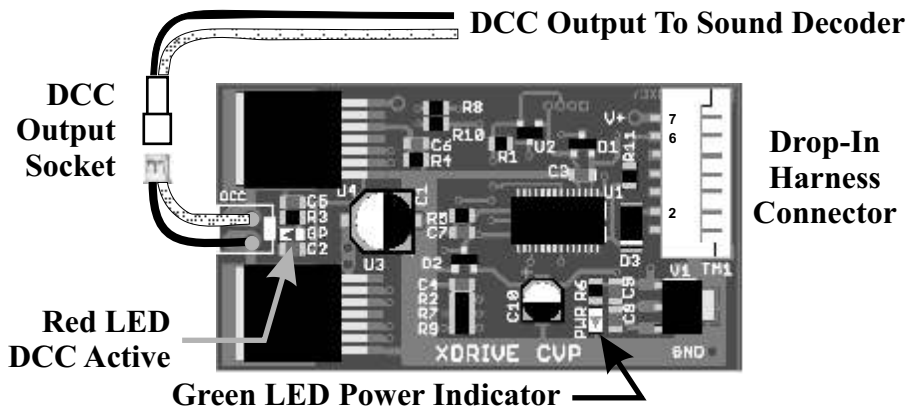 DCC Output To Sound Decoder
DCC
Output
Socket
Drop-In
Harness
Connector
Red LED
DCC Active
Green LED Power Indicator
DCC
C5
R3
GP
C2
U4
U3
C1
R8
R10
C6
R4
R5
C7
D2
C4
R2
R7
R9
R1
U2
D1
C3
U1
R11
V+
7
6
2
D3
C10
PWR
R6
C9
C8
V1
TM1
GND
XDRIVE CVP